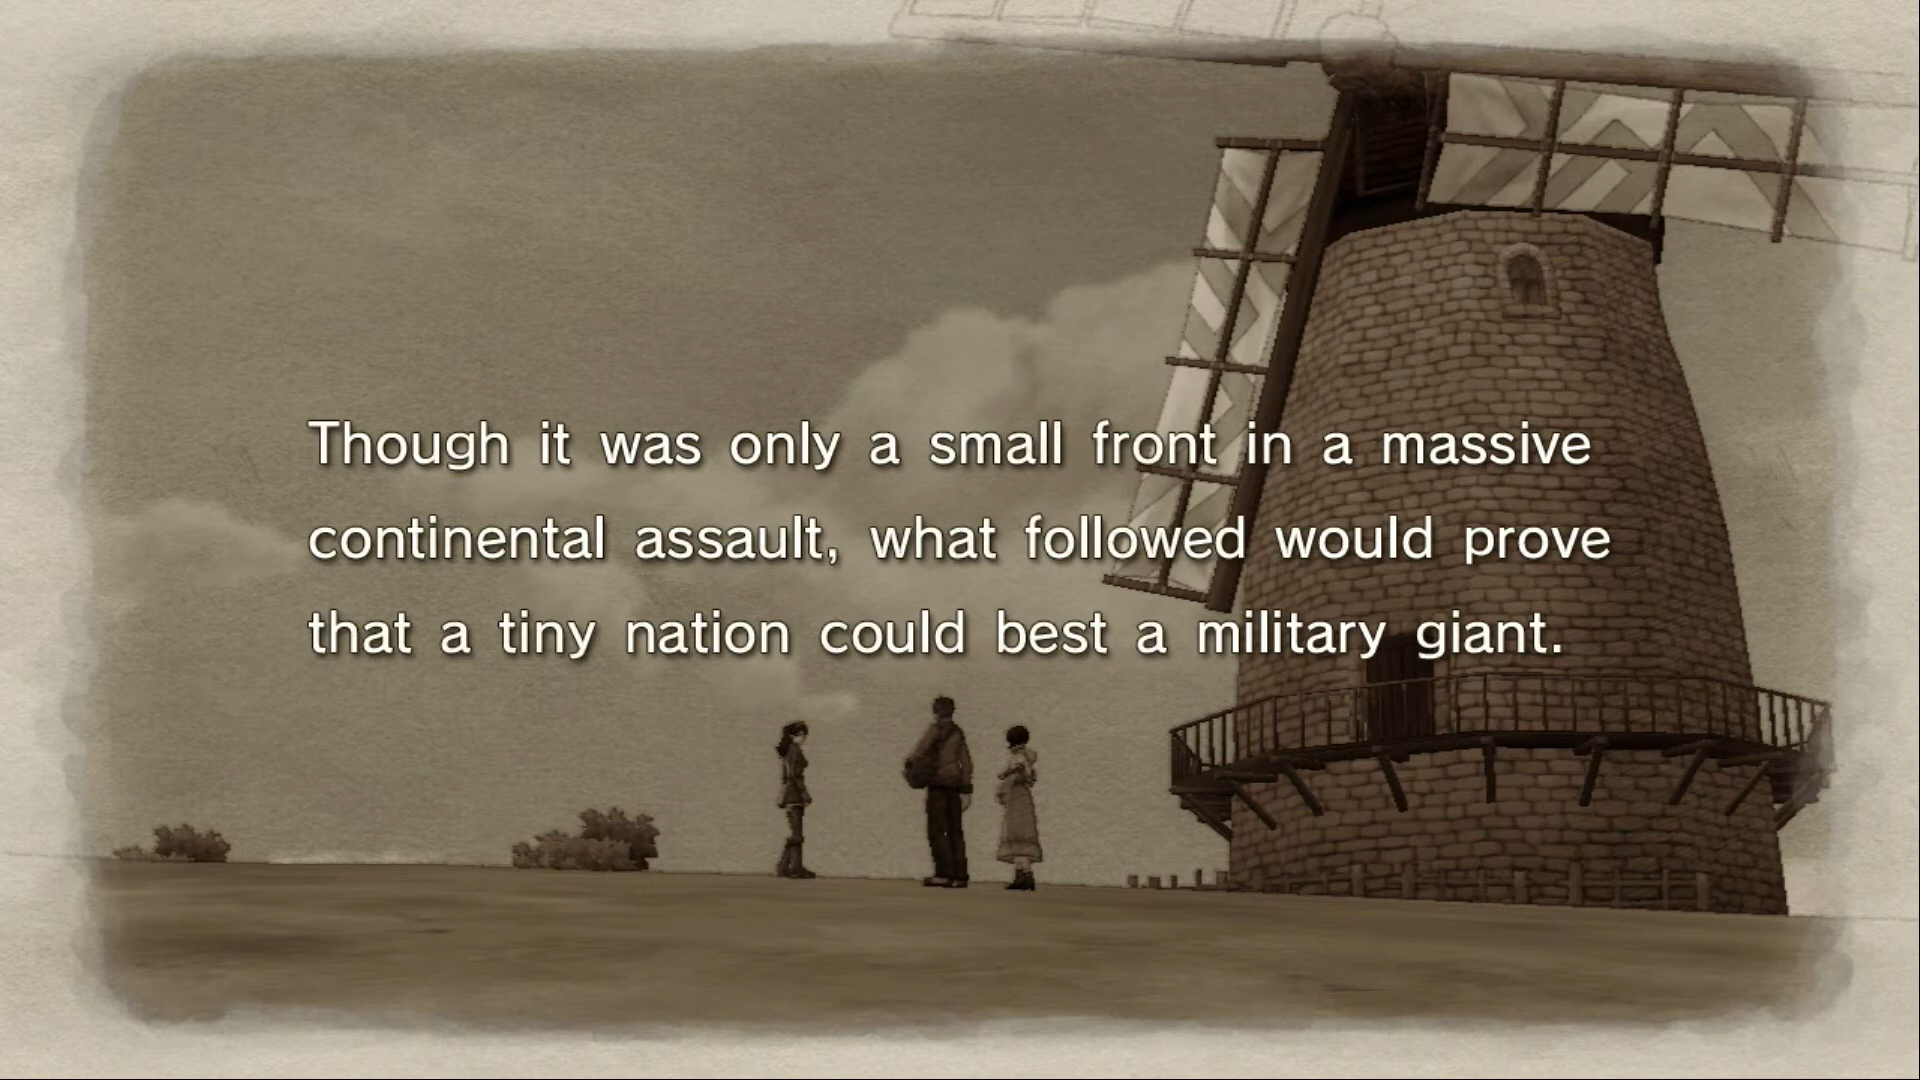 Though it was only a small front in a massive
continental assault, what followed would prove
that a tiny nation could best a military giant.